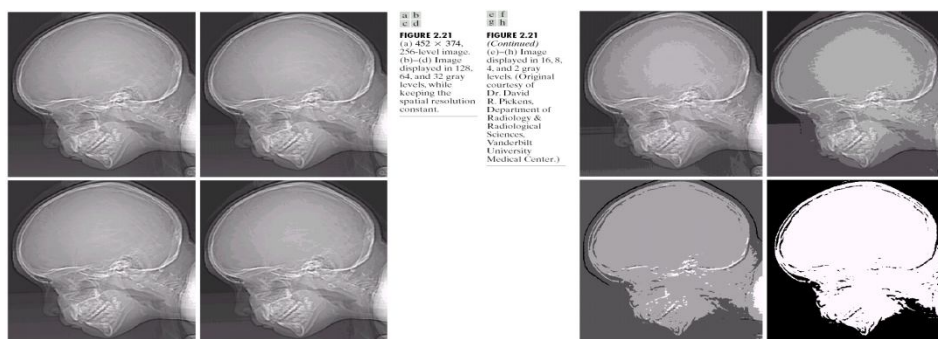 a b
c d
FIGURE 2.21
(a) 452 × 374,
256-level image.
(b)–(d) Image
displayed in 128,
64, and 32 gray
levels, while
keeping the
spatial resolution
constant.
e f
g h
FIGURE 2.21
(Continued)
(e)–(h) Image
displayed in 16, 8,
4, and 2 gray
levels. (Original
courtesy of
Dr. David
R. Pickens,
Department of
Radiology &
Radiological
Sciences,
Vanderbilt
University
Medical Center.)